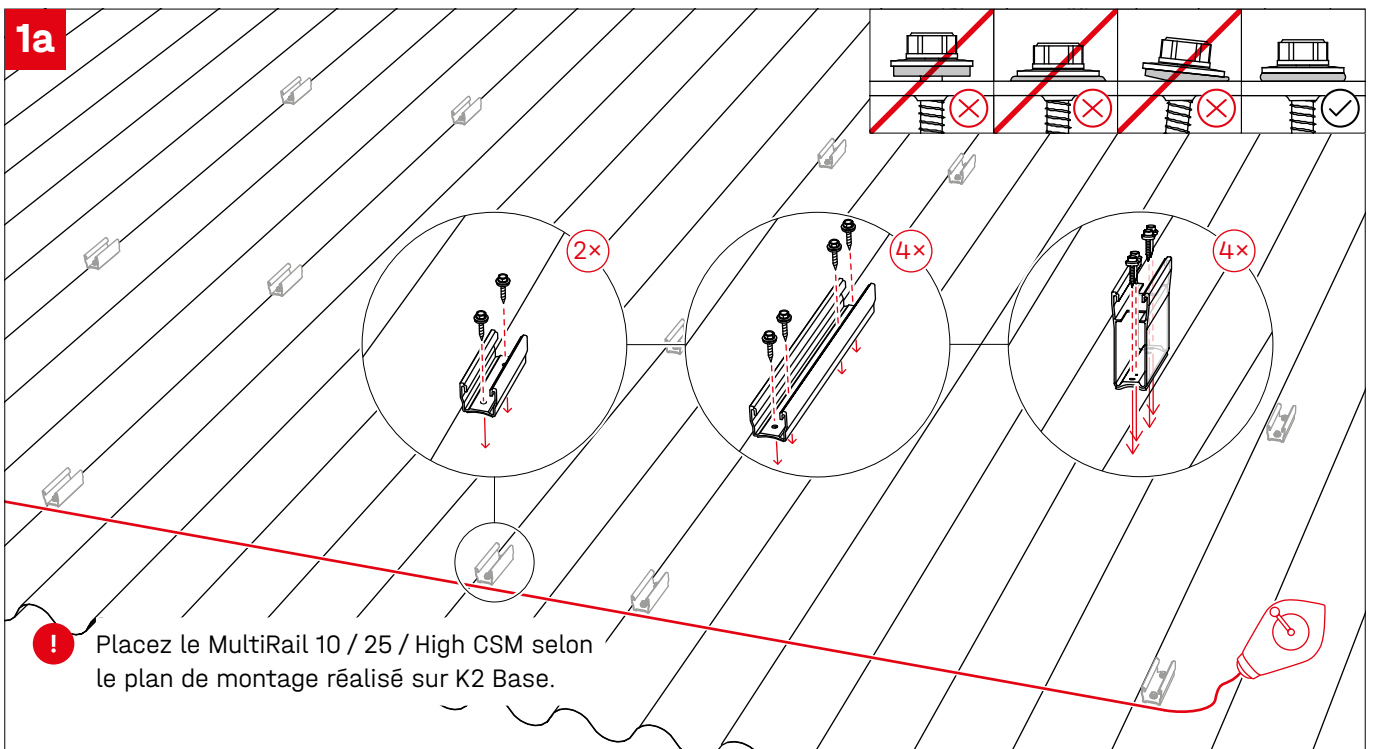 1a
2×
4×
4×
!
Placez le MultiRail 10 / 25 / High CSM selon
le plan de montage réalisé sur K2 Base.